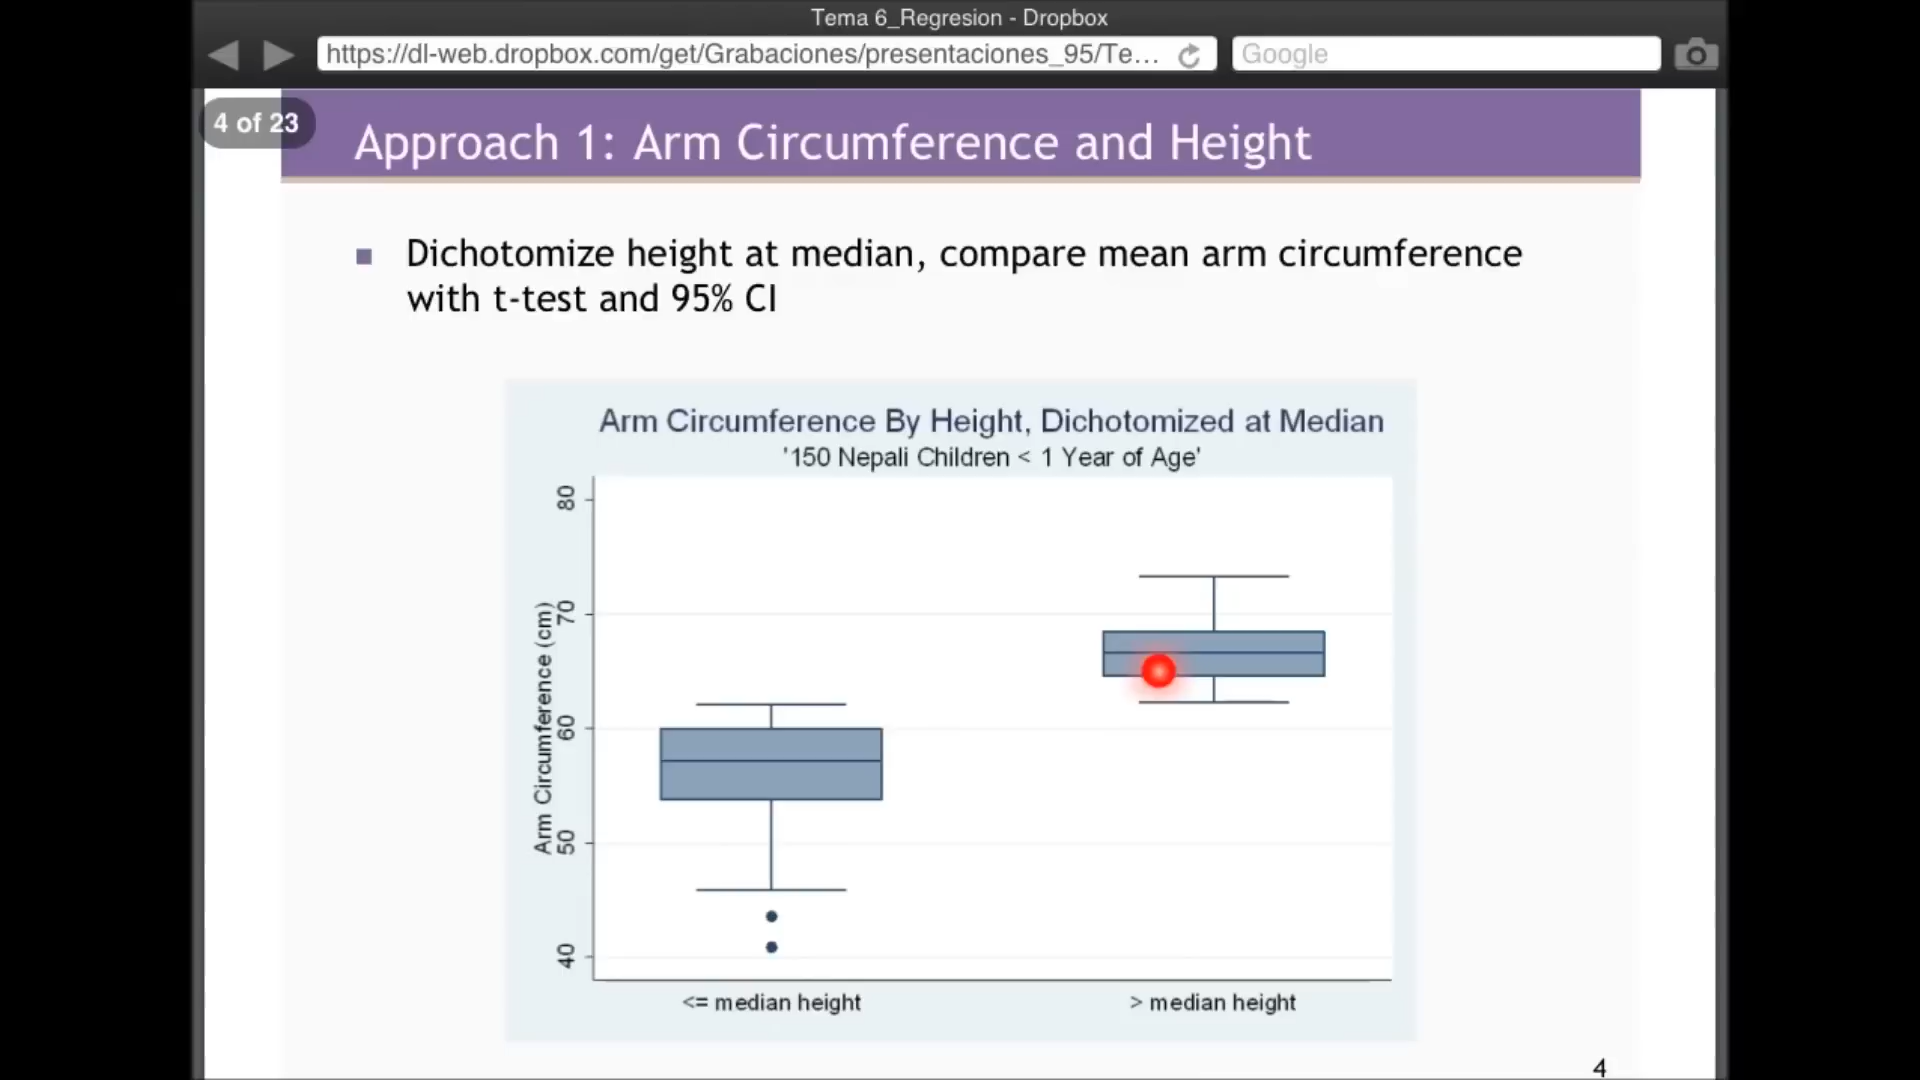 Tema 6_Regresion - Dropbox
https://dl-web.dropbox.com/get/Grabaciones/presentaciones_95/Te...
Google
4 of 23
Approach 1: Arm Circumference and Height
Dichotomize height at median, compare mean arm circumference
with t-test and 95% CI
Arm Circumference By Height, Dichotomized at Median
'150 Nepali Children < 1 Year of Age'
Arm Circumference (cm)
80
70
60
50
40
<= median height
> median height
4